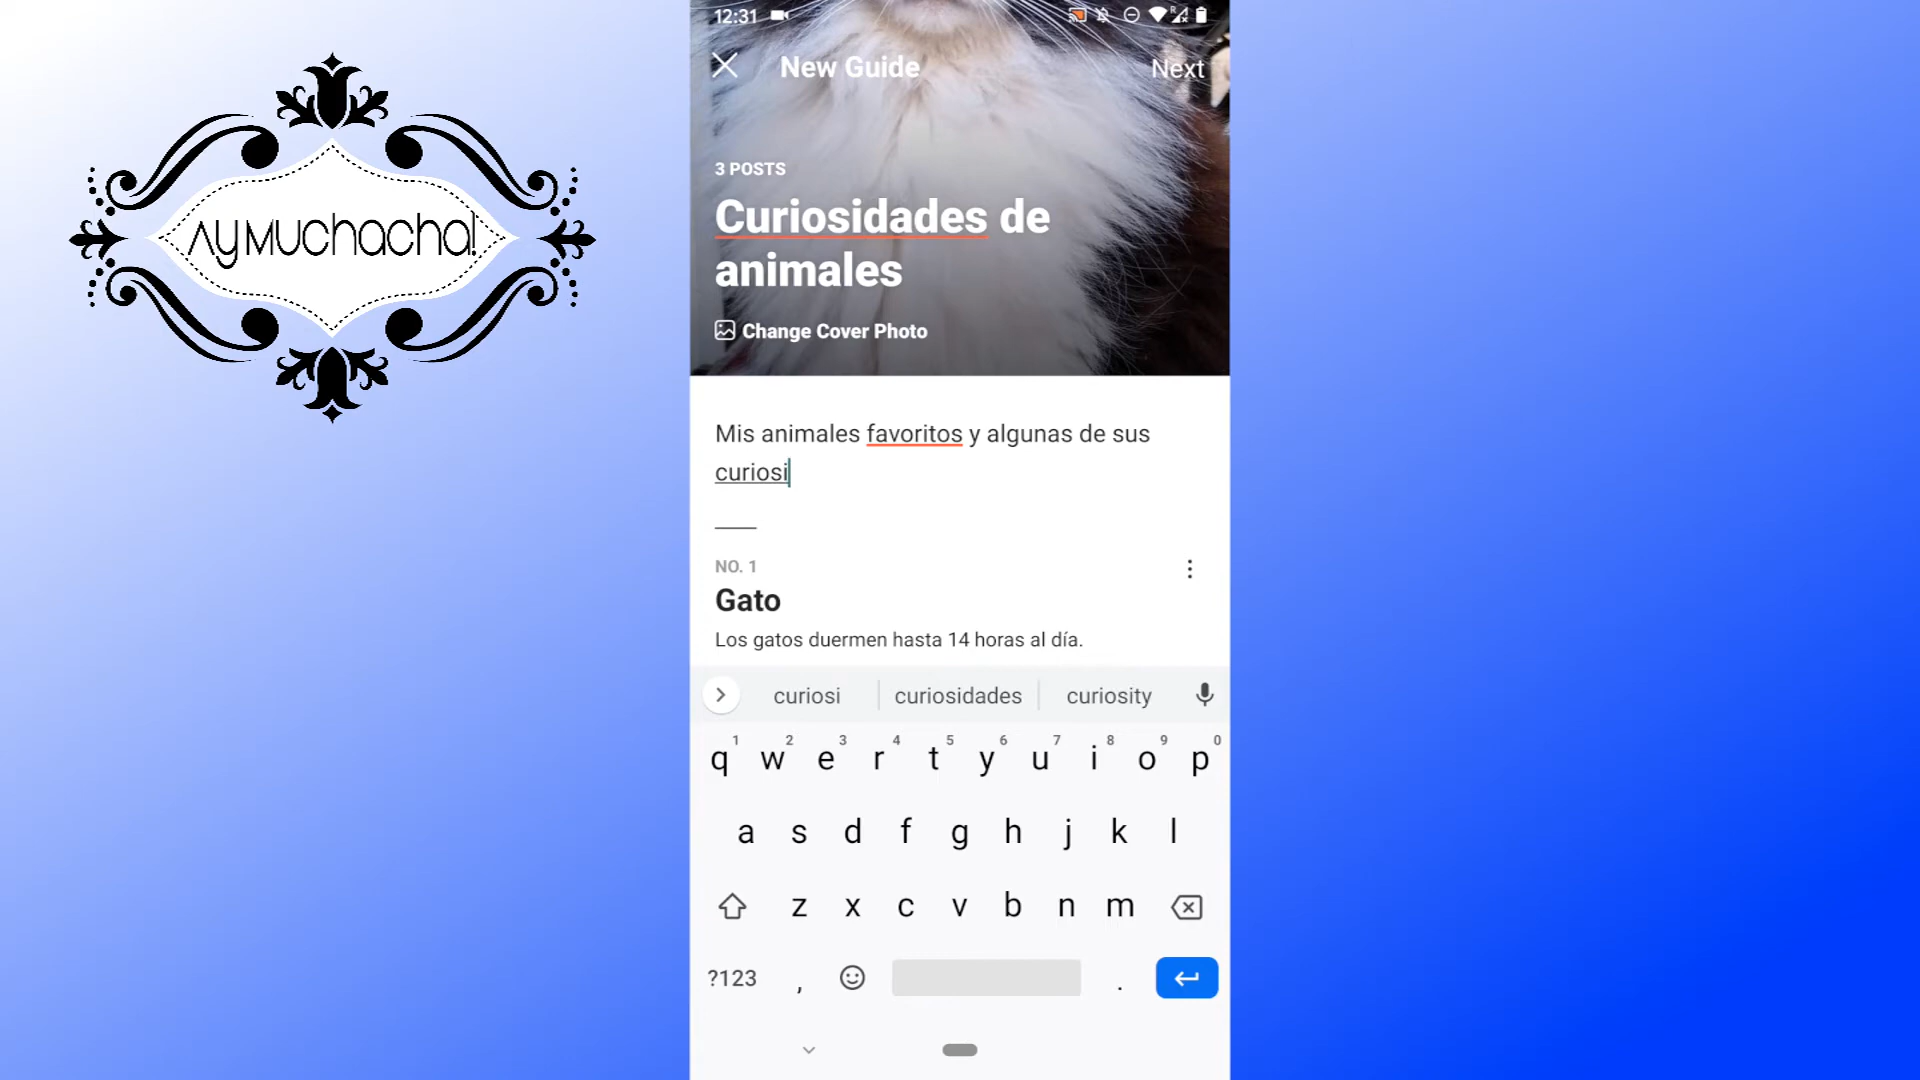 Ay Muchacha!
12:31
New Guide
Next
3 POSTS
Curiosidades de
animales
Change Cover Photo
Mis animales favoritos y algunas de sus
curiosi
NO. 1
Gato
Los gatos duermen hasta 14 horas al día.
curiosi curiosidades curiosity
1 2 3 4 5 6 7 8 9 0
q w e r t y u i o p
a s d f g h j k l
z x c v b n m
?123 , .